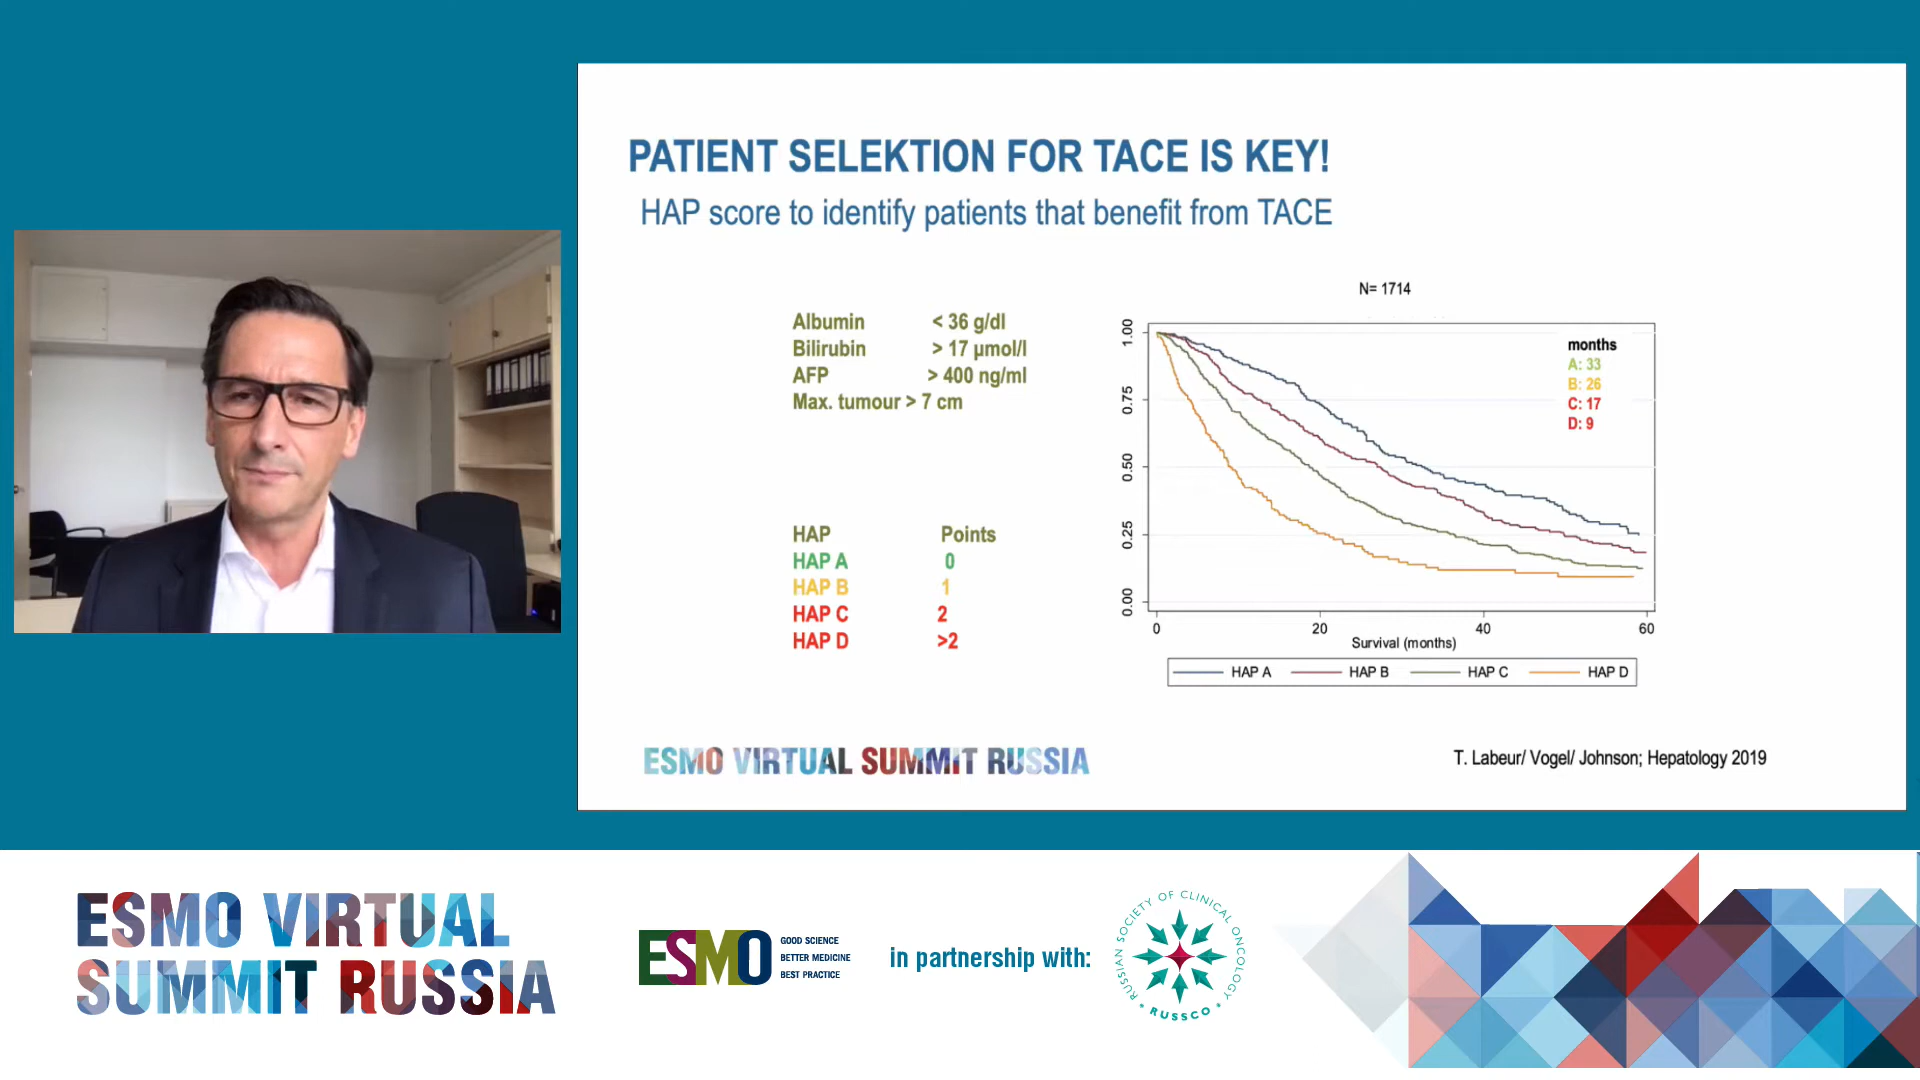 PATIENT SELEKTION FOR TACE IS KEY!
HAP score to identify patients that benefit from TACE
Albumin < 36 g/dl
Bilirubin > 17 µmol/l
AFP > 400 ng/ml
Max. tumour > 7 cm
HAP Points
HAP A 0
HAP B 1
HAP C 2
HAP D >2
N= 1714
1.00
0.75
0.50
0.25
0.00
months
A: 33
B: 26
C: 17
D: 9
0 20 40 60
Survival (months)
HAP A HAP B HAP C HAP D
ESMO VIRTUAL SUMMIT RUSSIA
T. Labeur/ Vogel/ Johnson; Hepatology 2019
ESMO VIRTUAL
SUMMIT RUSSIA
ESMO
GOOD SCIENCE
BETTER MEDICINE
BEST PRACTICE
in partnership with:
RUSSIAN SOCIETY OF CLINICAL ONCOLOGY
• RUSSCO •